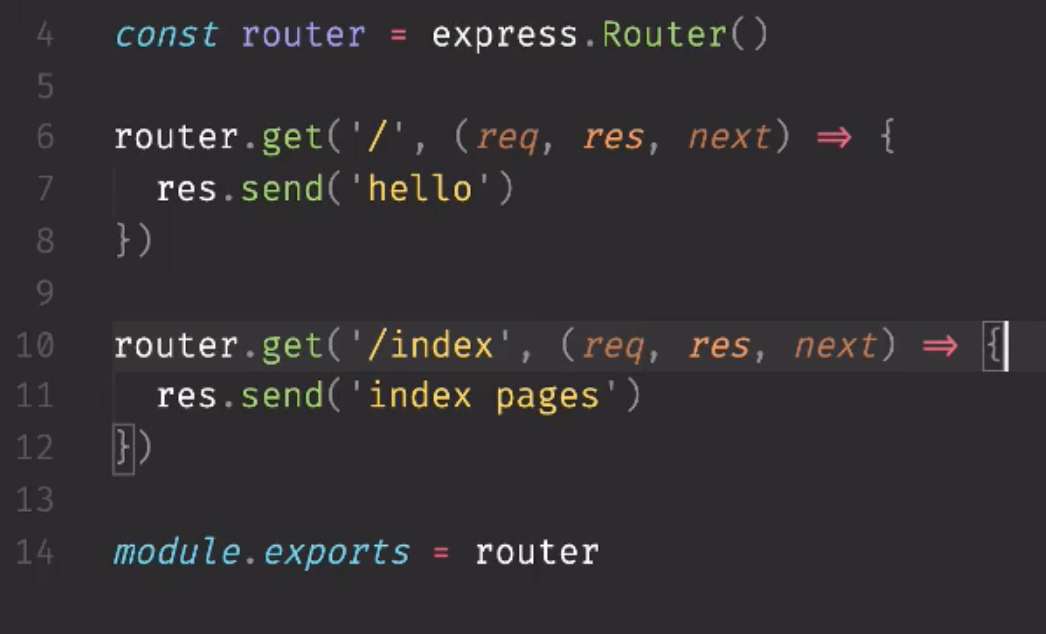 4 const router = express.Router()
5
6 router.get('/', (req, res, next) => {
7   res.send('hello')
8 })
9
10 router.get('/index', (req, res, next) => {
11   res.send('index pages')
12 })
13
14 module.exports = router